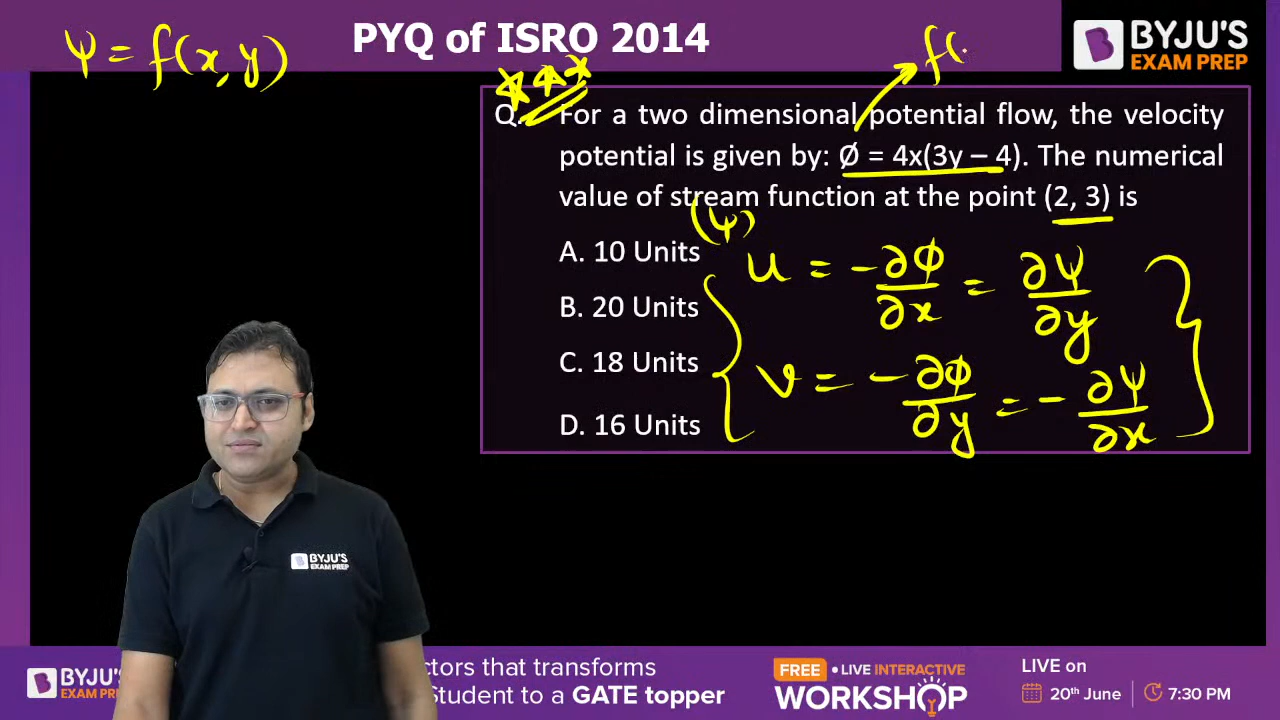 ψ = f(x, y)
PYQ of ISRO 2014
f(.
BYJU'S
EXAM PREP
Q. For a two dimensional potential flow, the velocity
potential is given by: Ø = 4x(3y – 4). The numerical
value of stream function at the point (2, 3) is
(ψ)
A. 10 Units
B. 20 Units
C. 18 Units
D. 16 Units
u = -∂φ/∂x = ∂ψ/∂y
v = -∂φ/∂y = -∂ψ/∂x
BYJU'S
EXAM PREP
BYJU'S
EXAM PREP
ctors that transforms
Student to a GATE topper
FREE • LIVE INTERACTIVE
WORKSHOP
LIVE on
20th June
7:30 PM